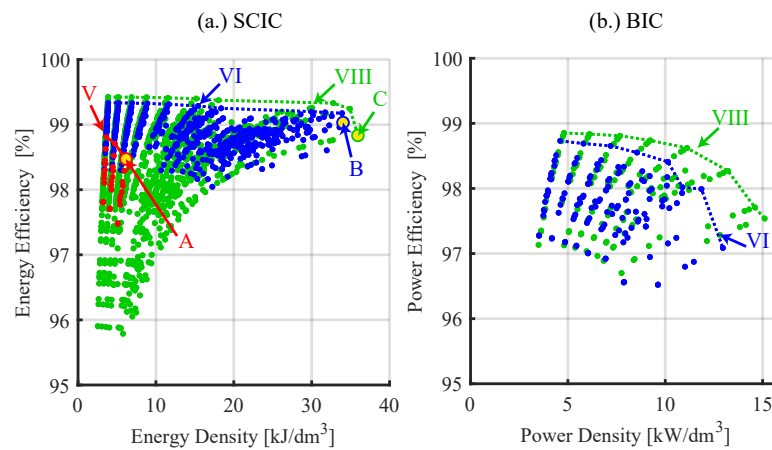 (a.) SCIC
(b.) BIC
100
99
98
97
96
95
0
10
20
30
40
Energy Efficiency [%]
Energy Density [kJ/dm³]
V
VI
VIII
C
B
A
100
99
98
97
96
95
0
5
10
15
Power Efficiency [%]
Power Density [kW/dm³]
VIII
VI